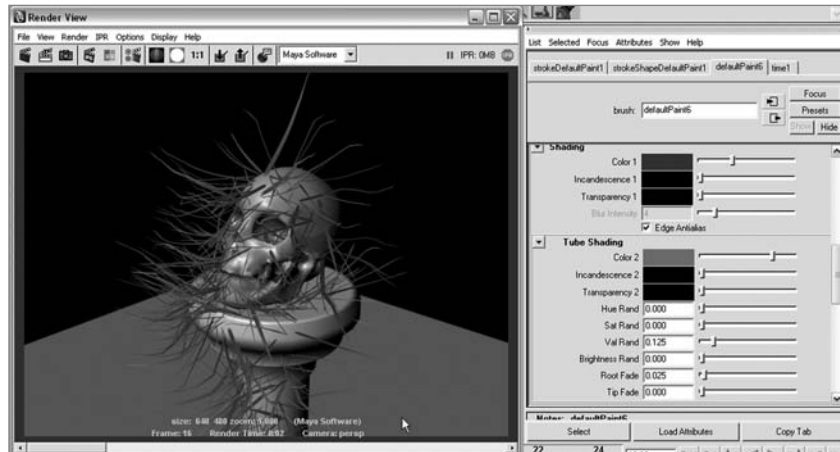 Render View
File View Render IPR Options Display Help
1:1
Maya Software
IPR: 0MB
size: 640 480 zoom: 1.000 (Maya Software)
Frame: 16 Render Time: 0:02 Camera: persp
List Selected Focus Attributes Show Help
strokeDefaultPaint1 strokeShapeDefaultPaint1 defaultPaint6 time1
brush: defaultPaint6
Focus
Presets
Show Hide
Shading
Color 1
Incandescence 1
Transparency 1
Blur Intensity 4
Edge Antialias
Tube Shading
Color 2
Incandescence 2
Transparency 2
Hue Rand 0.000
Sat Rand 0.000
Val Rand 0.125
Brightness Rand 0.000
Root Fade 0.025
Tip Fade 0.000
Notes: defaultPaint6
Select Load Attributes Copy Tab
22 24